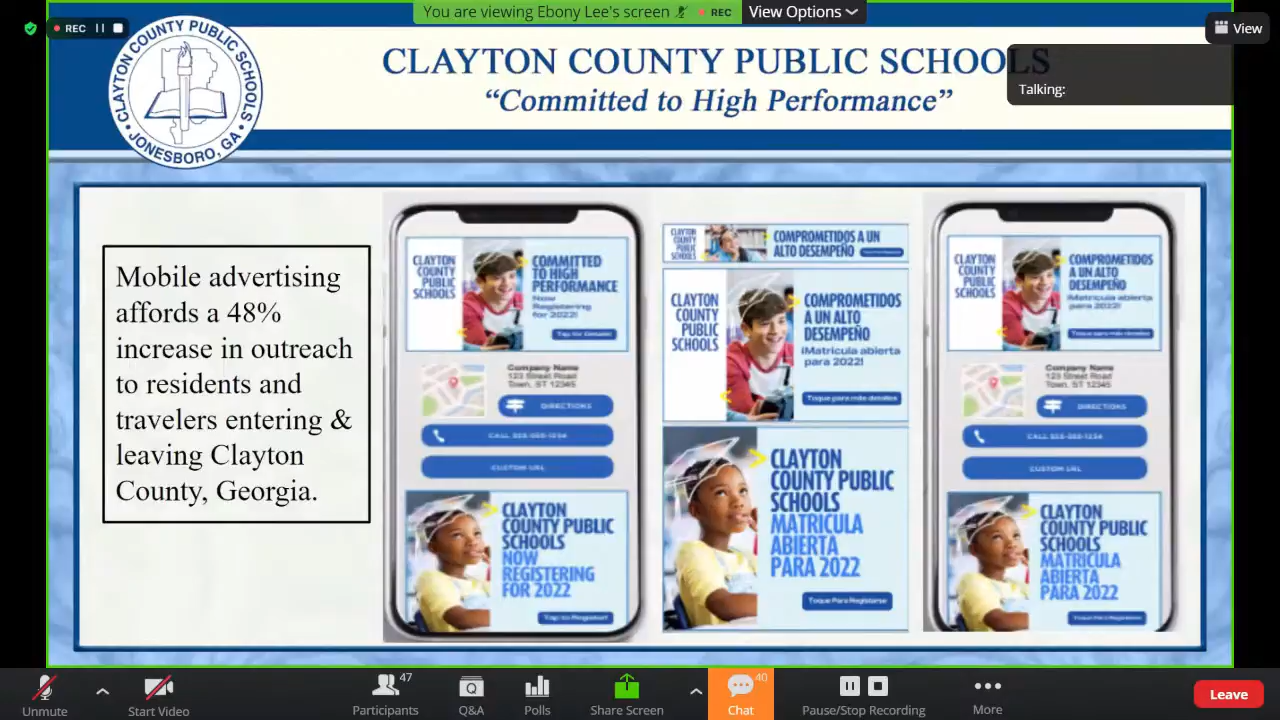 You are viewing Ebony Lee's screen
REC
View Options
REC
View
CLAYTON COUNTY PUBLIC SCHOOLS
JONESBORO, GA
CLAYTON COUNTY PUBLIC SCHOOLS
“Committed to High Performance”
Talking:
Mobile advertising
affords a 48%
increase in outreach
to residents and
travelers entering &
leaving Clayton
County, Georgia.
CLAYTON
COUNTY
PUBLIC
SCHOOLS
COMMITTED
TO HIGH
PERFORMANCE
Now
Registering
for 2022!
Tap for Details!
Company Name
123 Street Road
Town, ST 12345
DIRECTIONS
CALL 555-555-1234
CUSTOM URL
CLAYTON
COUNTY PUBLIC
SCHOOLS
NOW
REGISTERING
FOR 2022
Tap to Register!
CLAYTON
COUNTY
PUBLIC
SCHOOLS
COMPROMETIDOS A UN
ALTO DESEMPEÑO
CLAYTON
COUNTY
PUBLIC
SCHOOLS
COMPROMETIDOS
A UN ALTO
DESEMPEÑO
¡Matricula abierta
para 2022!
Toque para más detalles
CLAYTON
COUNTY PUBLIC
SCHOOLS
MATRICULA
ABIERTA
PARA 2022
Toque Para Registrarse
CLAYTON
COUNTY
PUBLIC
SCHOOLS
COMPROMETIDOS
A UN ALTO
DESEMPEÑO
¡Matricula abierta
para 2022!
Toque para más detalles
Company Name
123 Street Road
Town, ST 12345
DIRECTIONS
CALL 555-555-1234
CUSTOM URL
CLAYTON
COUNTY PUBLIC
SCHOOLS
MATRICULA
ABIERTA
PARA 2022
Toque Para Registrarse
Unmute
Start Video
47
Participants
Q&A
Polls
Share Screen
40
Chat
Pause/Stop Recording
More
Leave